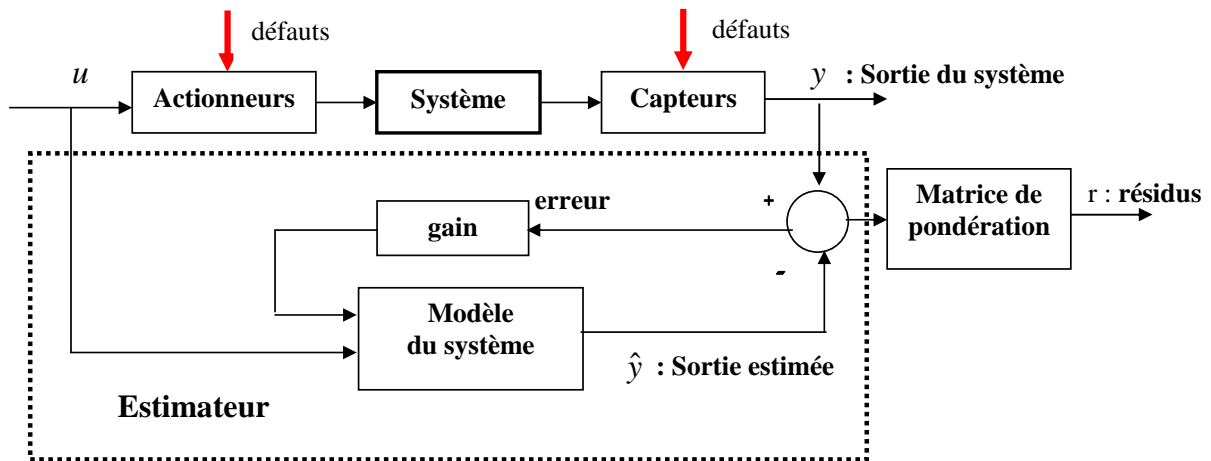 défauts
défauts
u
Actionneurs
Système
Capteurs
y : Sortie du système
+
-
erreur
gain
Matrice de
pondération
r : résidus
Modèle
du système
ŷ : Sortie estimée
Estimateur